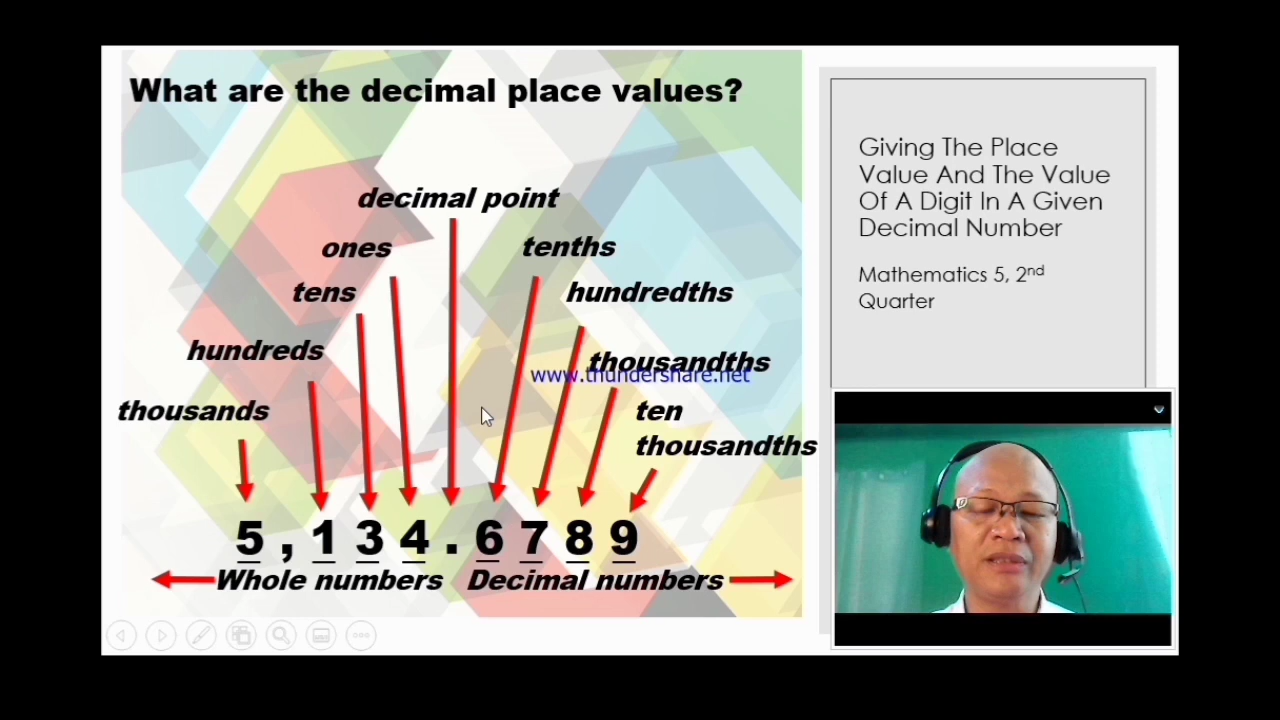 What are the decimal place values?
decimal point
ones
tenths
tens
hundredths
hundreds
thousandths
www.thundershare.net
thousands
ten
thousandths
5,134.6789
Whole numbers
Decimal numbers
Giving The Place
Value And The Value
Of A Digit In A Given
Decimal Number
Mathematics 5, 2nd
Quarter